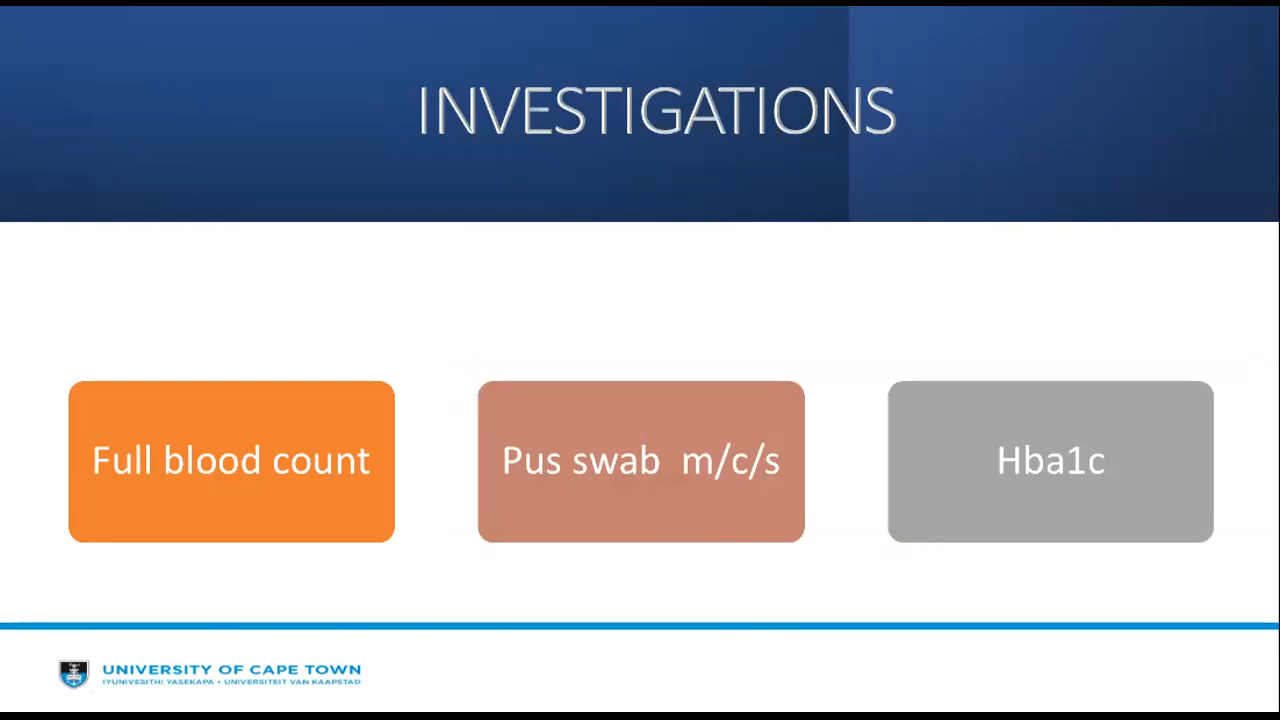 INVESTIGATIONS
Full blood count
Pus swab m/c/s
Hba1c
UNIVERSITY OF CAPE TOWN
IYUNIVESITHI YASEKAPA • UNIVERSITEIT VAN KAAPSTAD